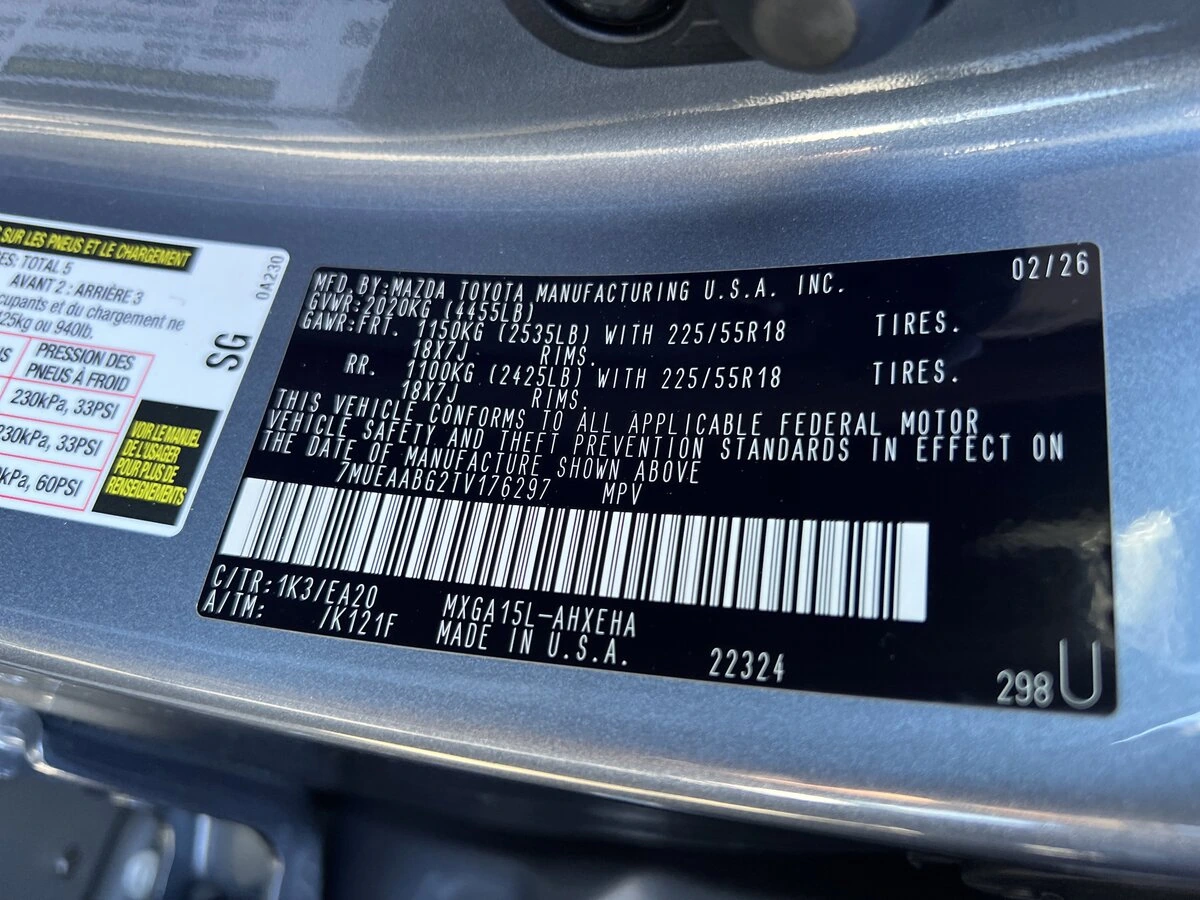 SUR LES PNEUS ET LE CHARGEMENT
TOTAL 5
AVANT 2 : ARRIÈRE 3
et du chargement ne
ou 940lb.
PRESSION DES
PNEUS À FROID
230kPa, 33PSI
230kPa, 33PSI
60PSI
VOIR LE MANUEL
DE L'USAGER
POUR PLUS DE
RENSEIGNEMENTS
0A230
SG
MFD. BY:MAZDA TOYOTA MANUFACTURING U.S.A. INC. 02/26
GVWR:2020KG (4455LB)
GAWR:FRT. 1150KG (2535LB) WITH 225/55R18 TIRES.
18X7J RIMS.
RR. 1100KG (2425LB) WITH 225/55R18 TIRES.
18X7J RIMS.
THIS VEHICLE CONFORMS TO ALL APPLICABLE FEDERAL MOTOR
VEHICLE SAFETY AND THEFT PREVENTION STANDARDS IN EFFECT ON
THE DATE OF MANUFACTURE SHOWN ABOVE
7MUEAABG2TV176297 MPV
C/TR:1K3/EA20 MXGA15L-AHXEHA
A/TM: /K121F MADE IN U.S.A. 22324
298U